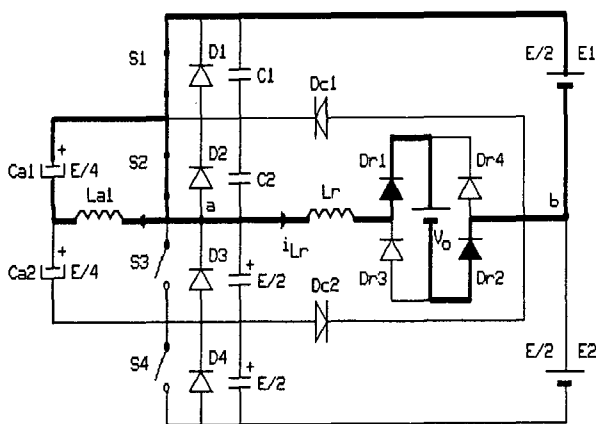 S1
D1
C1
E/2
E1
Dc1
+
Ca1
E/4
S2
D2
C2
Dr1
Dr4
La1
a
Lr
b
iLr
Vo
+
Ca2
E/4
S3
D3
+
E/2
Dr3
Dr2
Dc2
S4
D4
+
E/2
E/2
E2